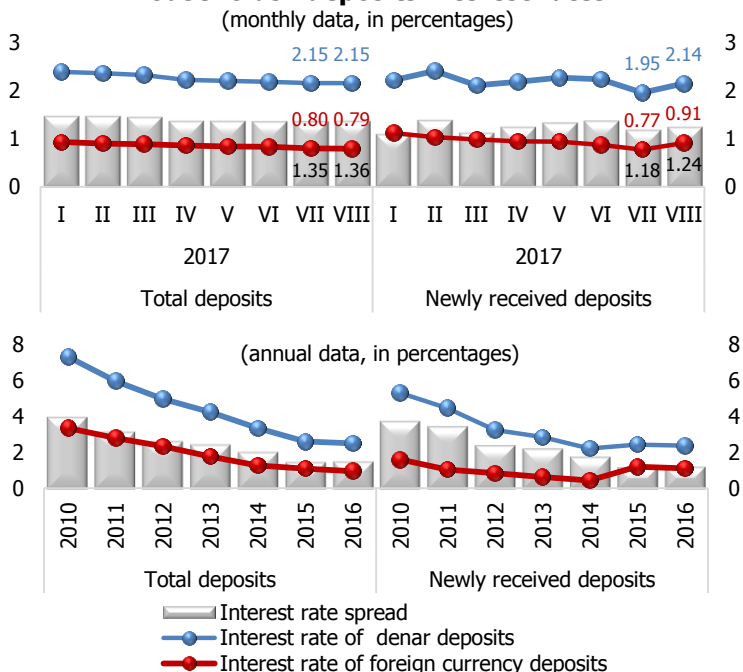 (monthly data, in percentages)
3 3
2.15 2.15 1.95 2.14
2 2
0.80 0.79 0.77 0.91
1 1
1.35 1.36 1.18 1.24
0 0
I II III IV V VI VII VIII I II III IV V VI VII VIII
2017 2017
Total deposits Newly received deposits
8 8
(annual data, in percentages)
6 6
4 4
2 2
0 0
2010 2011 2012 2013 2014 2015 2016 2010 2011 2012 2013 2014 2015 2016
Total deposits Newly received deposits
Interest rate spread
Interest rate of denar deposits
Interest rate of foreign currency deposits